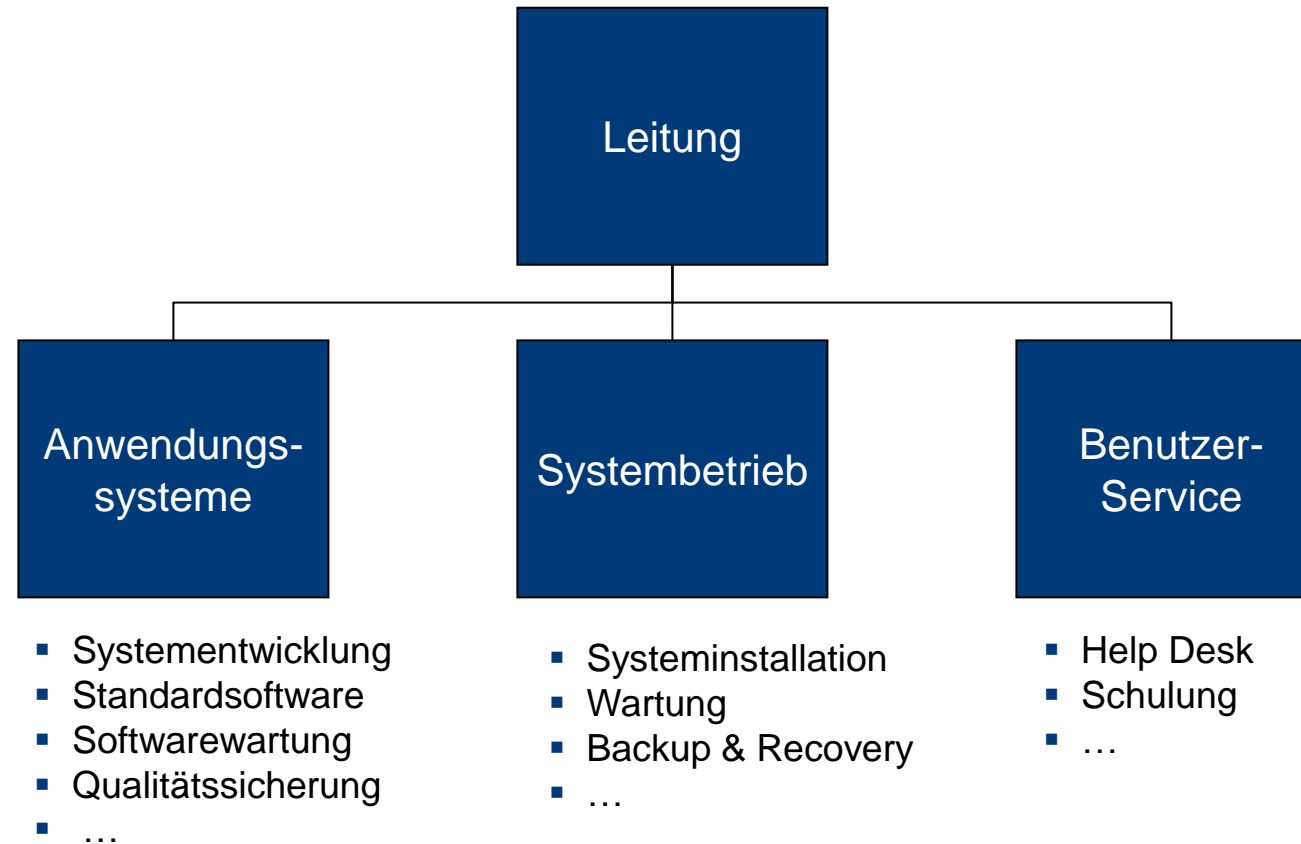 Leitung
Anwendungs-
systeme
Systembetrieb
Benutzer-
Service
▪ Systementwicklung
▪ Standardsoftware
▪ Softwarewartung
▪ Qualitätssicherung
▪ …
▪ Systeminstallation
▪ Wartung
▪ Backup & Recovery
▪ …
▪ Help Desk
▪ Schulung
▪ …